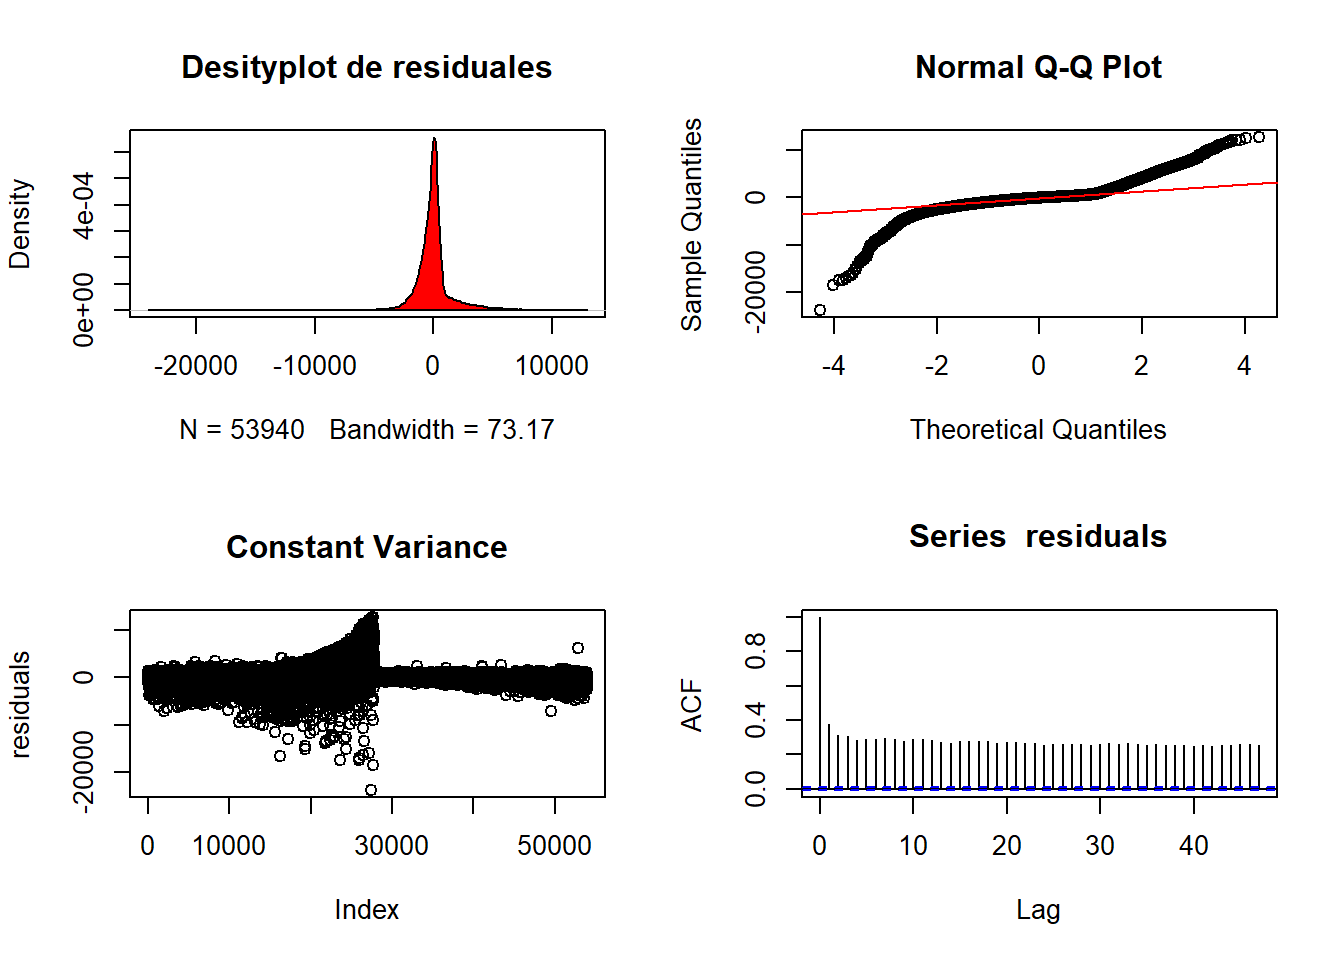 Desityplot de residuales
Density
0e+00 4e-04
-20000 -10000 0 10000
N = 53940 Bandwidth = 73.17
Normal Q-Q Plot
Sample Quantiles
-20000 0
-4 -2 0 2 4
Theoretical Quantiles
Constant Variance
residuals
-20000 0
0 10000 30000 50000
Index
Series residuals
ACF
0.0 0.4 0.8
0 10 20 30 40
Lag